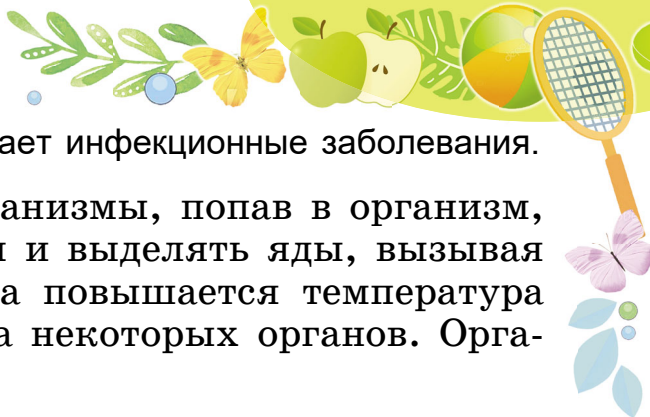 ает инфекционные заболевания.
анизмы, попав в организм,
и и выделять яды, вызывая
а повышается температура
а некоторых органов. Орга-